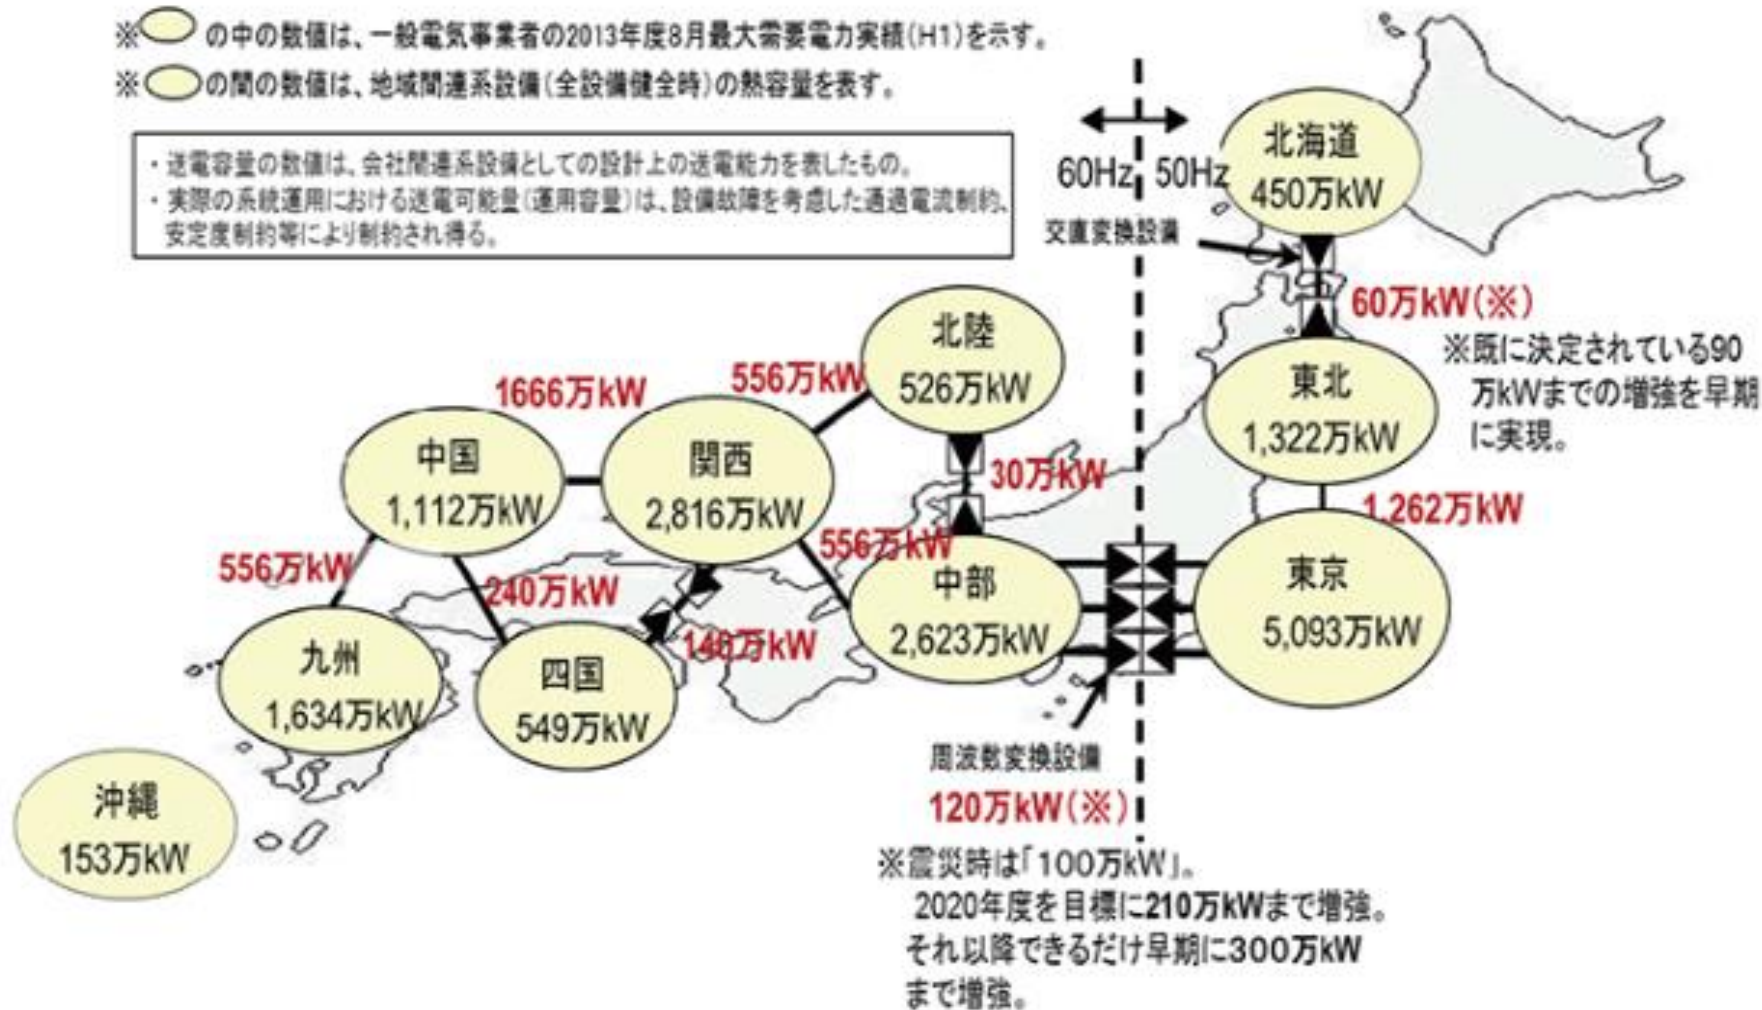 ※ の中の数値は、一般電気事業者の2013年度8月最大需要電力実績(H1)を示す。
※ の間の数値は、地域間連系設備(全設備健全時)の熱容量を表す。
・送電容量の数値は、会社間連系設備としての設計上の送電能力を表したもの。
・実際の系統運用における送電可能量(運用容量)は、設備故障を考慮した通過電流制約、
安定度制約等により制約され得る。
60Hz 50Hz
北海道
450万kW
交直変換設備
60万kW(※)
※既に決定されている90
万kWまでの増強を早期
に実現。
北陸
526万kW
東北
1,322万kW
1666万kW
556万kW
中国
1,112万kW
関西
2,816万kW
30万kW
1,262万kW
556万kW
556万kW
中部
2,623万kW
東京
5,093万kW
240万kW
140万kW
九州
1,634万kW
四国
549万kW
沖縄
153万kW
周波数変換設備
120万kW(※)
※震災時は「100万kW」。
2020年度を目標に210万kWまで増強。
それ以降できるだけ早期に300万kW
まで増強。